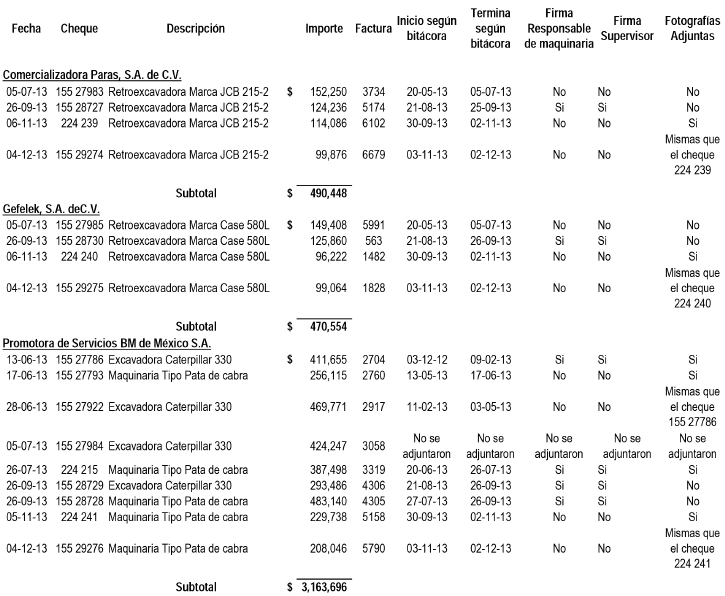 Fecha Cheque Descripción Importe Factura Inicio según bitácora Termina según bitácora Firma Responsable de maquinaria Firma Supervisor Fotografías Adjuntas
Comercializadora Paras, S.A. de C.V.
05-07-13 155 27983 Retroexcavadora Marca JCB 215-2 $ 152,250 3734 20-05-13 05-07-13 No No No
26-09-13 155 28727 Retroexcavadora Marca JCB 215-2 124,236 5174 21-08-13 25-09-13 Si Si No
06-11-13 224 239 Retroexcavadora Marca JCB 215-2 114,086 6102 30-09-13 02-11-13 No No Si
04-12-13 155 29274 Retroexcavadora Marca JCB 215-2 99,876 6679 03-11-13 02-12-13 No No Mismas que el cheque 224 239
Subtotal $ 490,448
Gefelek, S.A. deC.V.
05-07-13 155 27985 Retroexcavadora Marca Case 580L $ 149,408 5991 20-05-13 05-07-13 No No No
26-09-13 155 28730 Retroexcavadora Marca Case 580L 125,860 563 21-08-13 26-09-13 Si Si No
06-11-13 224 240 Retroexcavadora Marca Case 580L 96,222 1482 30-09-13 02-11-13 No No Si
04-12-13 155 29275 Retroexcavadora Marca Case 580L 99,064 1828 03-11-13 02-12-13 No No Mismas que el cheque 224 240
Subtotal $ 470,554
Promotora de Servicios BM de México S.A.
13-06-13 155 27786 Excavadora Caterpillar 330 $ 411,655 2704 03-12-12 09-02-13 Si Si Si
17-06-13 155 27793 Maquinaria Tipo Pata de cabra 256,115 2760 13-05-13 17-06-13 No No Si
28-06-13 155 27922 Excavadora Caterpillar 330 469,771 2917 11-02-13 03-05-13 No No Mismas que el cheque 155 27786
05-07-13 155 27984 Excavadora Caterpillar 330 424,247 3058 No se adjuntaron No se adjuntaron No se adjuntaron No se adjuntaron No se adjuntaron
26-07-13 224 215 Maquinaria Tipo Pata de cabra 387,498 3319 20-06-13 26-07-13 Si Si Si
26-09-13 155 28729 Excavadora Caterpillar 330 293,486 4306 21-08-13 26-09-13 Si Si No
26-09-13 155 28728 Maquinaria Tipo Pata de cabra 483,140 4305 27-07-13 26-09-13 Si Si No
05-11-13 224 241 Maquinaria Tipo Pata de cabra 229,738 5158 30-09-13 02-11-13 No No Si
04-12-13 155 29276 Maquinaria Tipo Pata de cabra 208,046 5790 03-11-13 02-12-13 No No Mismas que el cheque 224 241
Subtotal $ 3,163,696